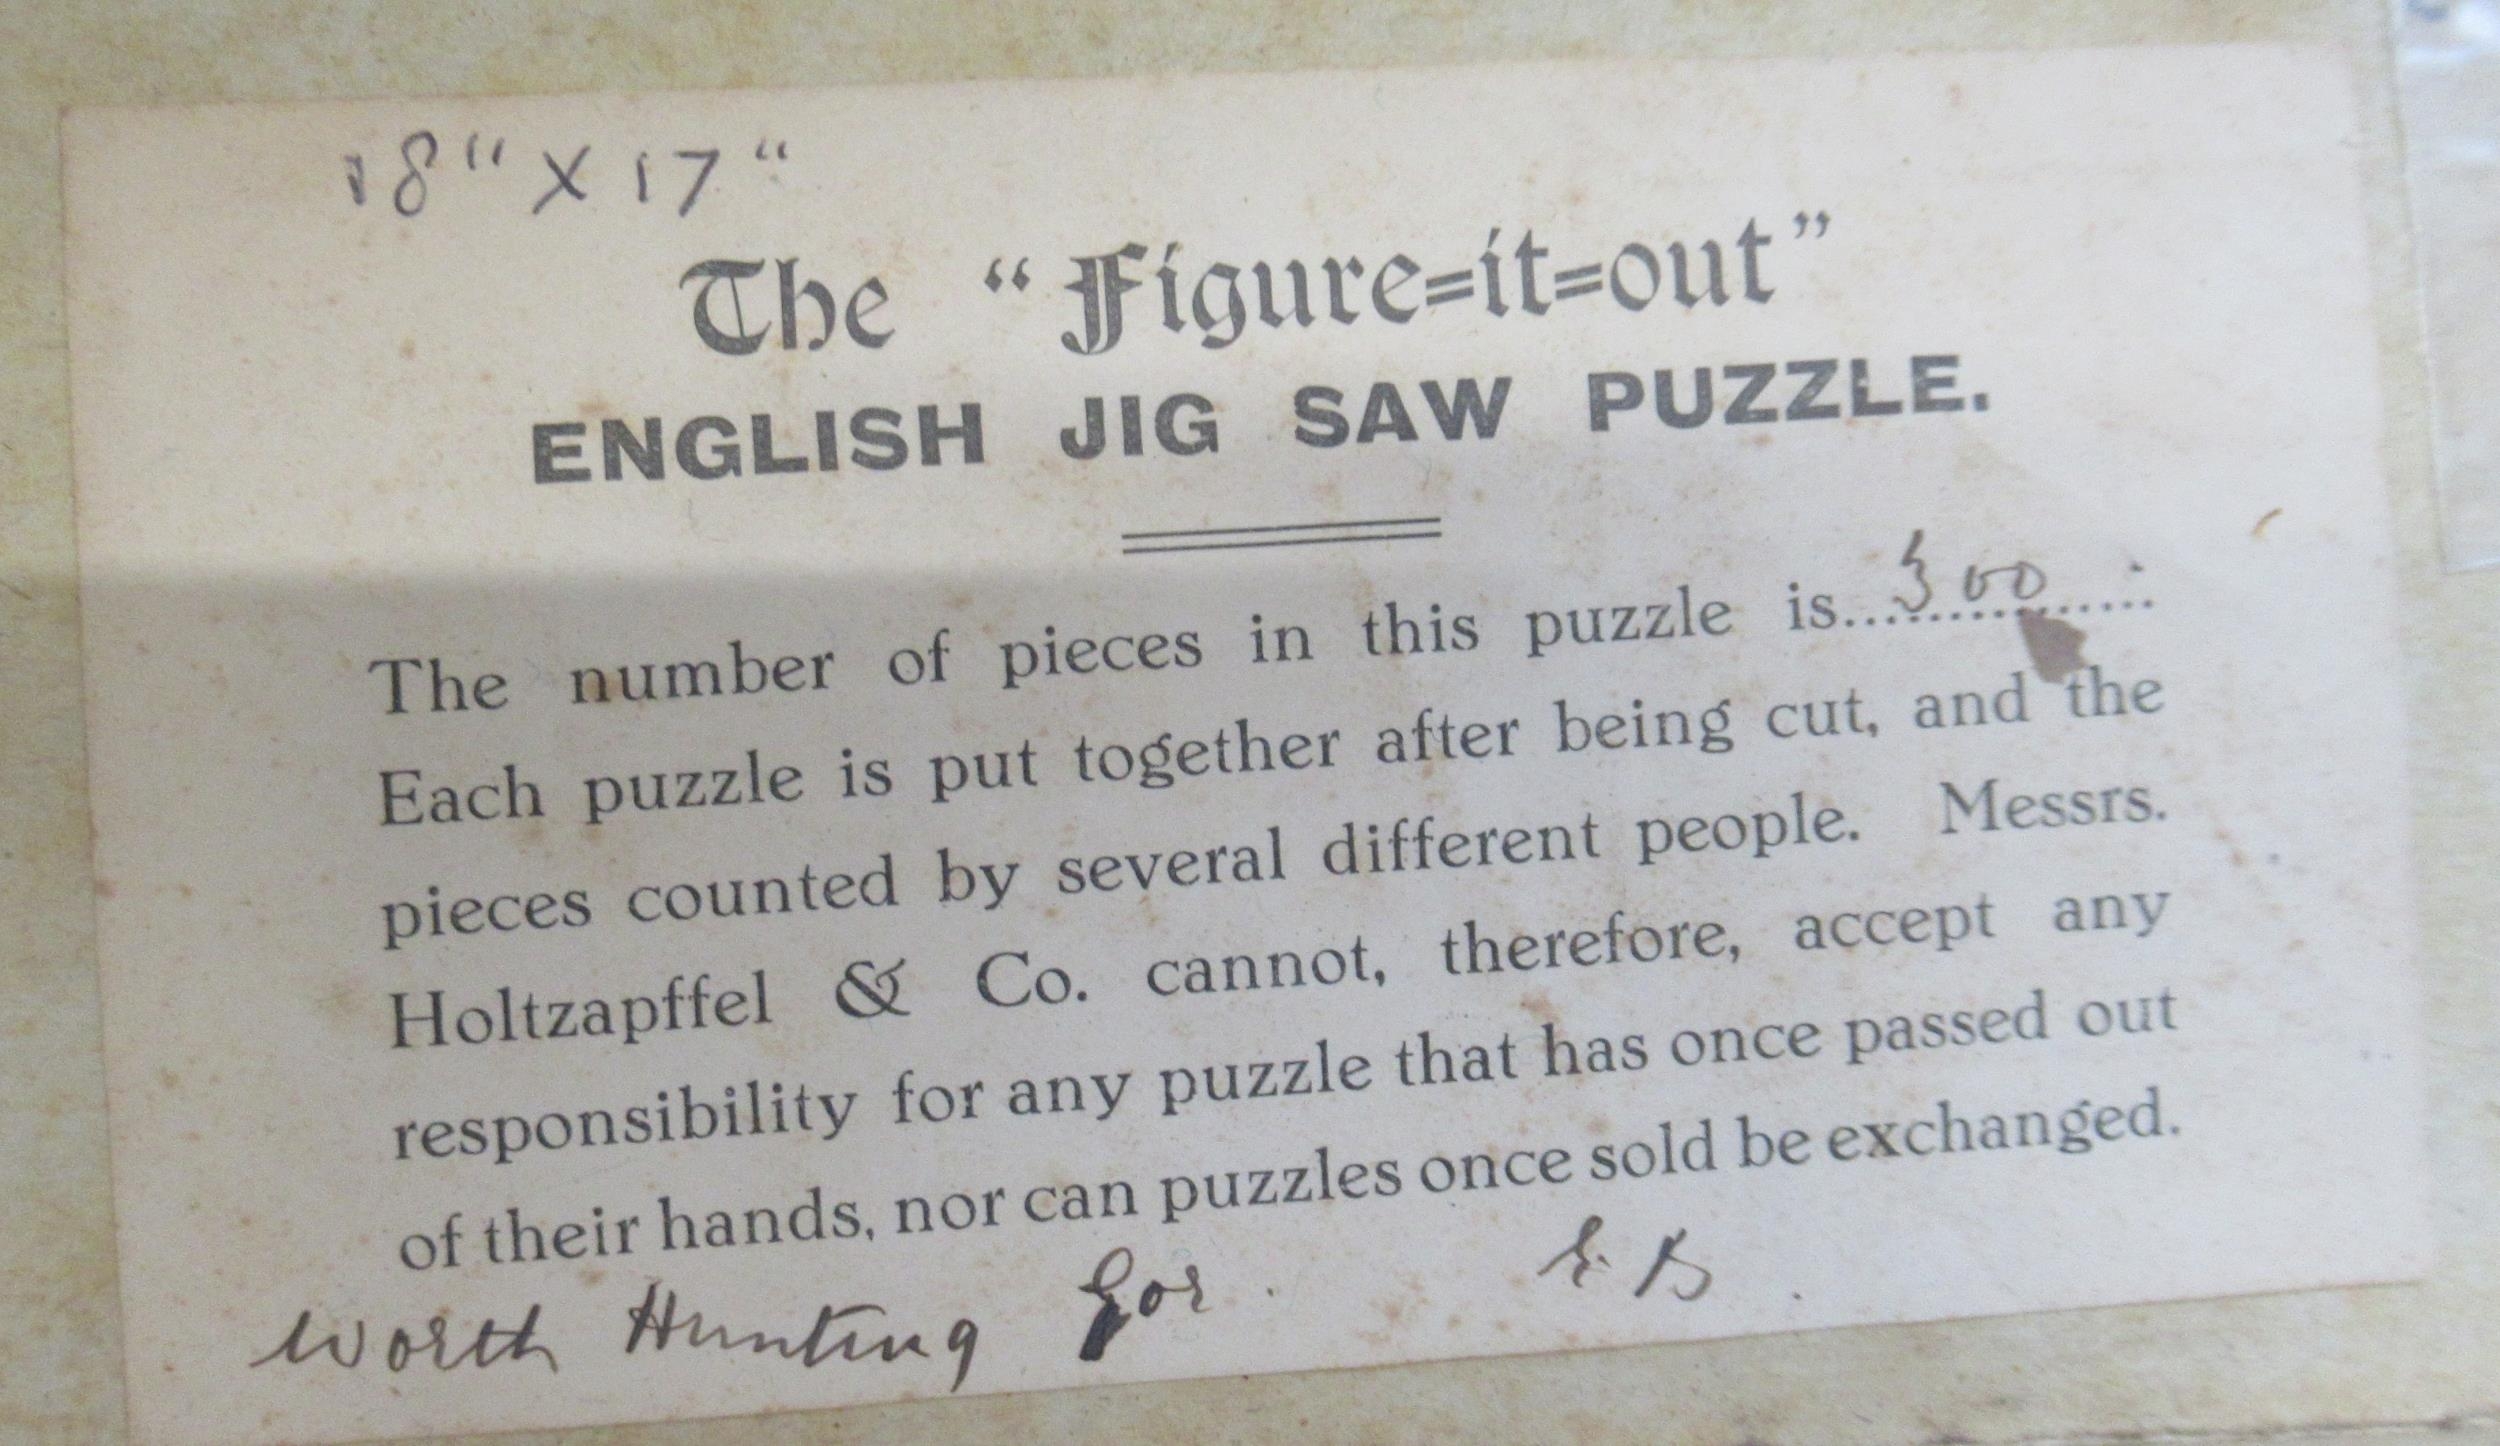 18" X 17"
The "Figure=it=out"
ENGLISH JIG SAW PUZZLE.
The number of pieces in this puzzle is...300......
Each puzzle is put together after being cut, and the
pieces counted by several different people. Messrs.
Holtzapffel & Co. cannot, therefore, accept any
responsibility for any puzzle that has once passed out
of their hands, nor can puzzles once sold be exchanged.
Worth Hunting For.